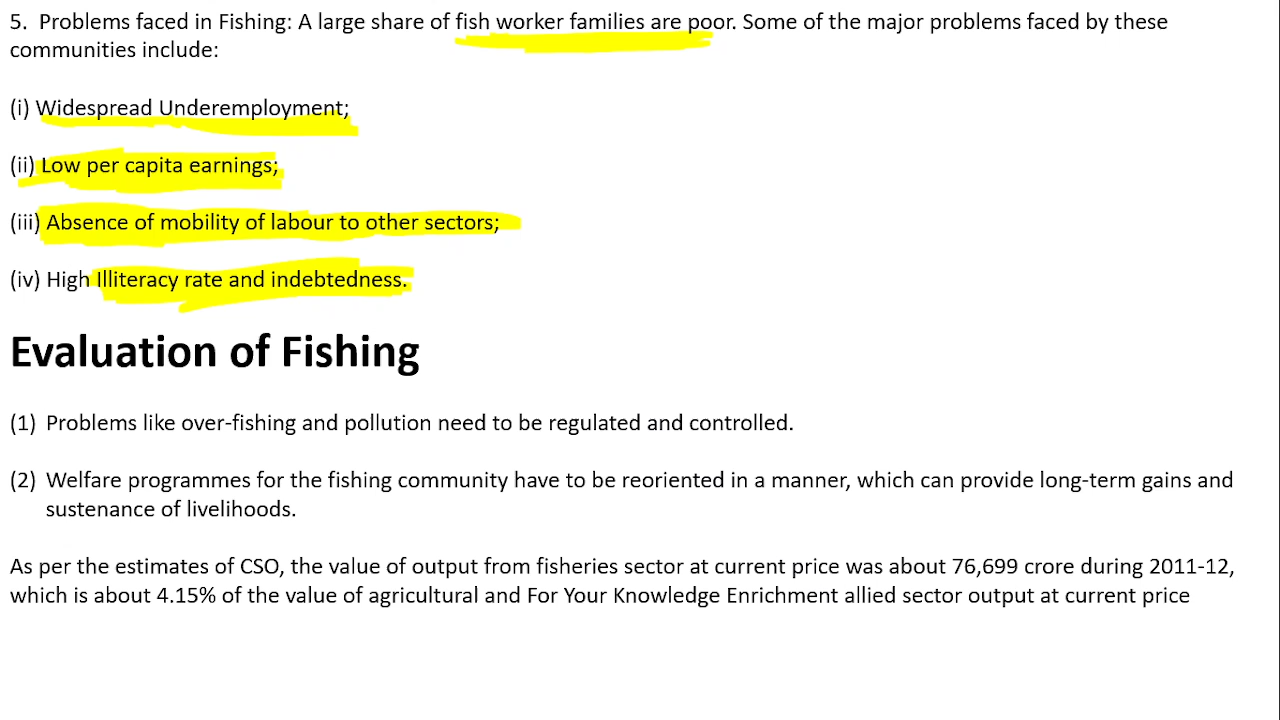 5. Problems faced in Fishing: A large share of fish worker families are poor. Some of the major problems faced by these
communities include:
(i) Widespread Underemployment;
(ii) Low per capita earnings;
(iii) Absence of mobility of labour to other sectors;
(iv) High Illiteracy rate and indebtedness.
Evaluation of Fishing
(1) Problems like over-fishing and pollution need to be regulated and controlled.
(2) Welfare programmes for the fishing community have to be reoriented in a manner, which can provide long-term gains and
sustenance of livelihoods.
As per the estimates of CSO, the value of output from fisheries sector at current price was about 76,699 crore during 2011-12,
which is about 4.15% of the value of agricultural and For Your Knowledge Enrichment allied sector output at current price